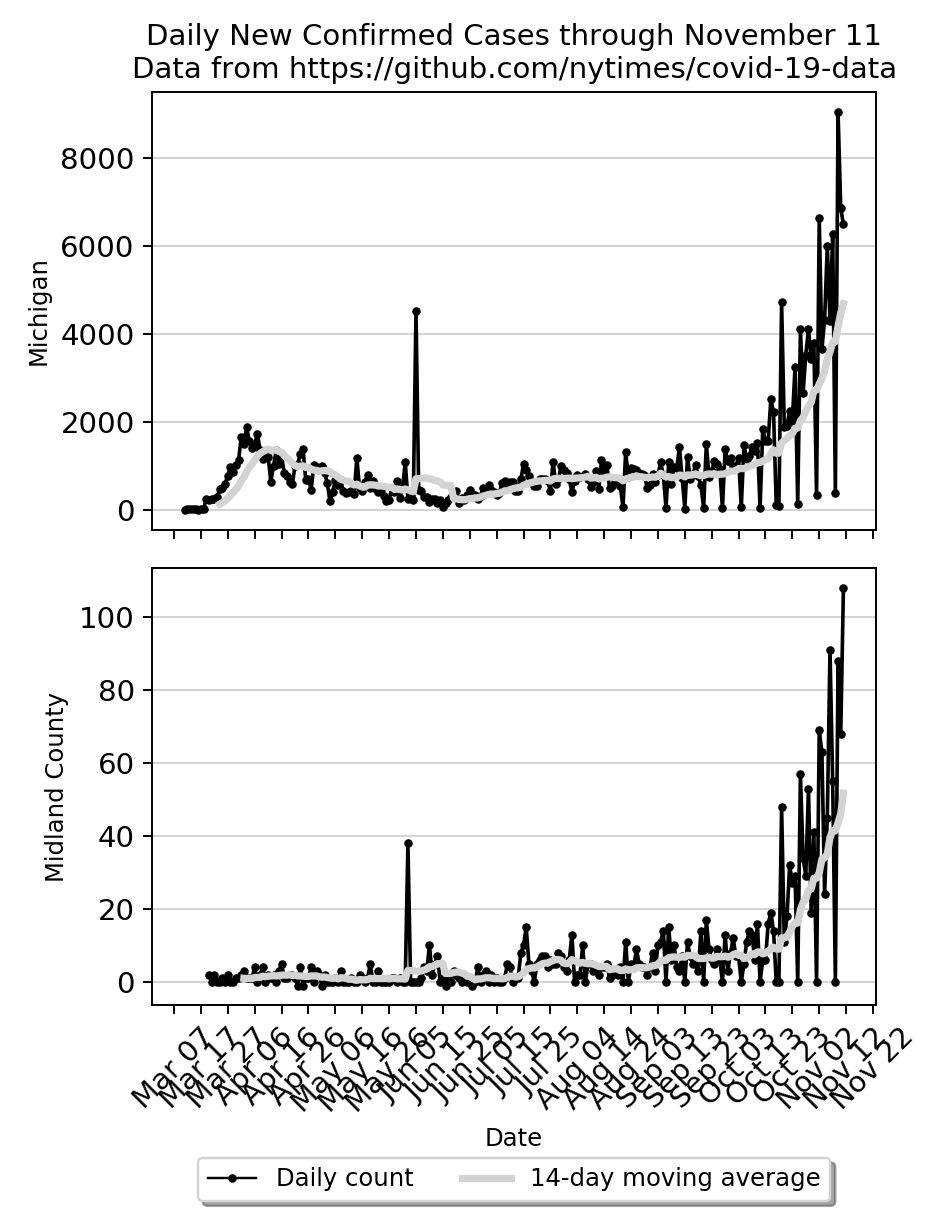 Daily New Confirmed Cases through November 11
Data from https://github.com/nytimes/covid-19-data
8000
6000
4000
2000
0
Michigan
100
80
60
40
20
0
Midland County
Mar 07
Mar 17
Mar 27
Apr 06
Apr 16
Apr 26
May 06
May 16
May 26
Jun 05
Jun 15
Jun 25
Jul 05
Jul 15
Jul 25
Aug 04
Aug 14
Aug 24
Sep 03
Sep 13
Sep 23
Oct 03
Oct 13
Oct 23
Nov 02
Nov 12
Nov 22
Date
Daily count
14-day moving average